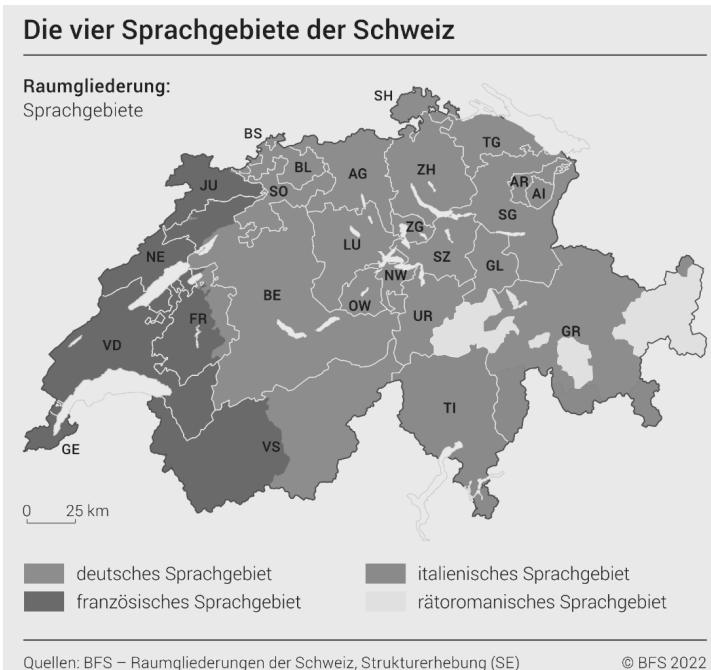 Die vier Sprachgebiete der Schweiz
Raumgliederung:
Sprachgebiete
SH
BS
TG
BL
AG
ZH
JU
SO
AR
AI
SG
ZG
NE
LU
SZ
NW
GL
BE
OW
FR
UR
GR
VD
TI
VS
GE
0 25 km
deutsches Sprachgebiet
italienisches Sprachgebiet
französisches Sprachgebiet
rätoromanisches Sprachgebiet
Quellen: BFS – Raumgliederungen der Schweiz, Strukturerhebung (SE)
© BFS 2022